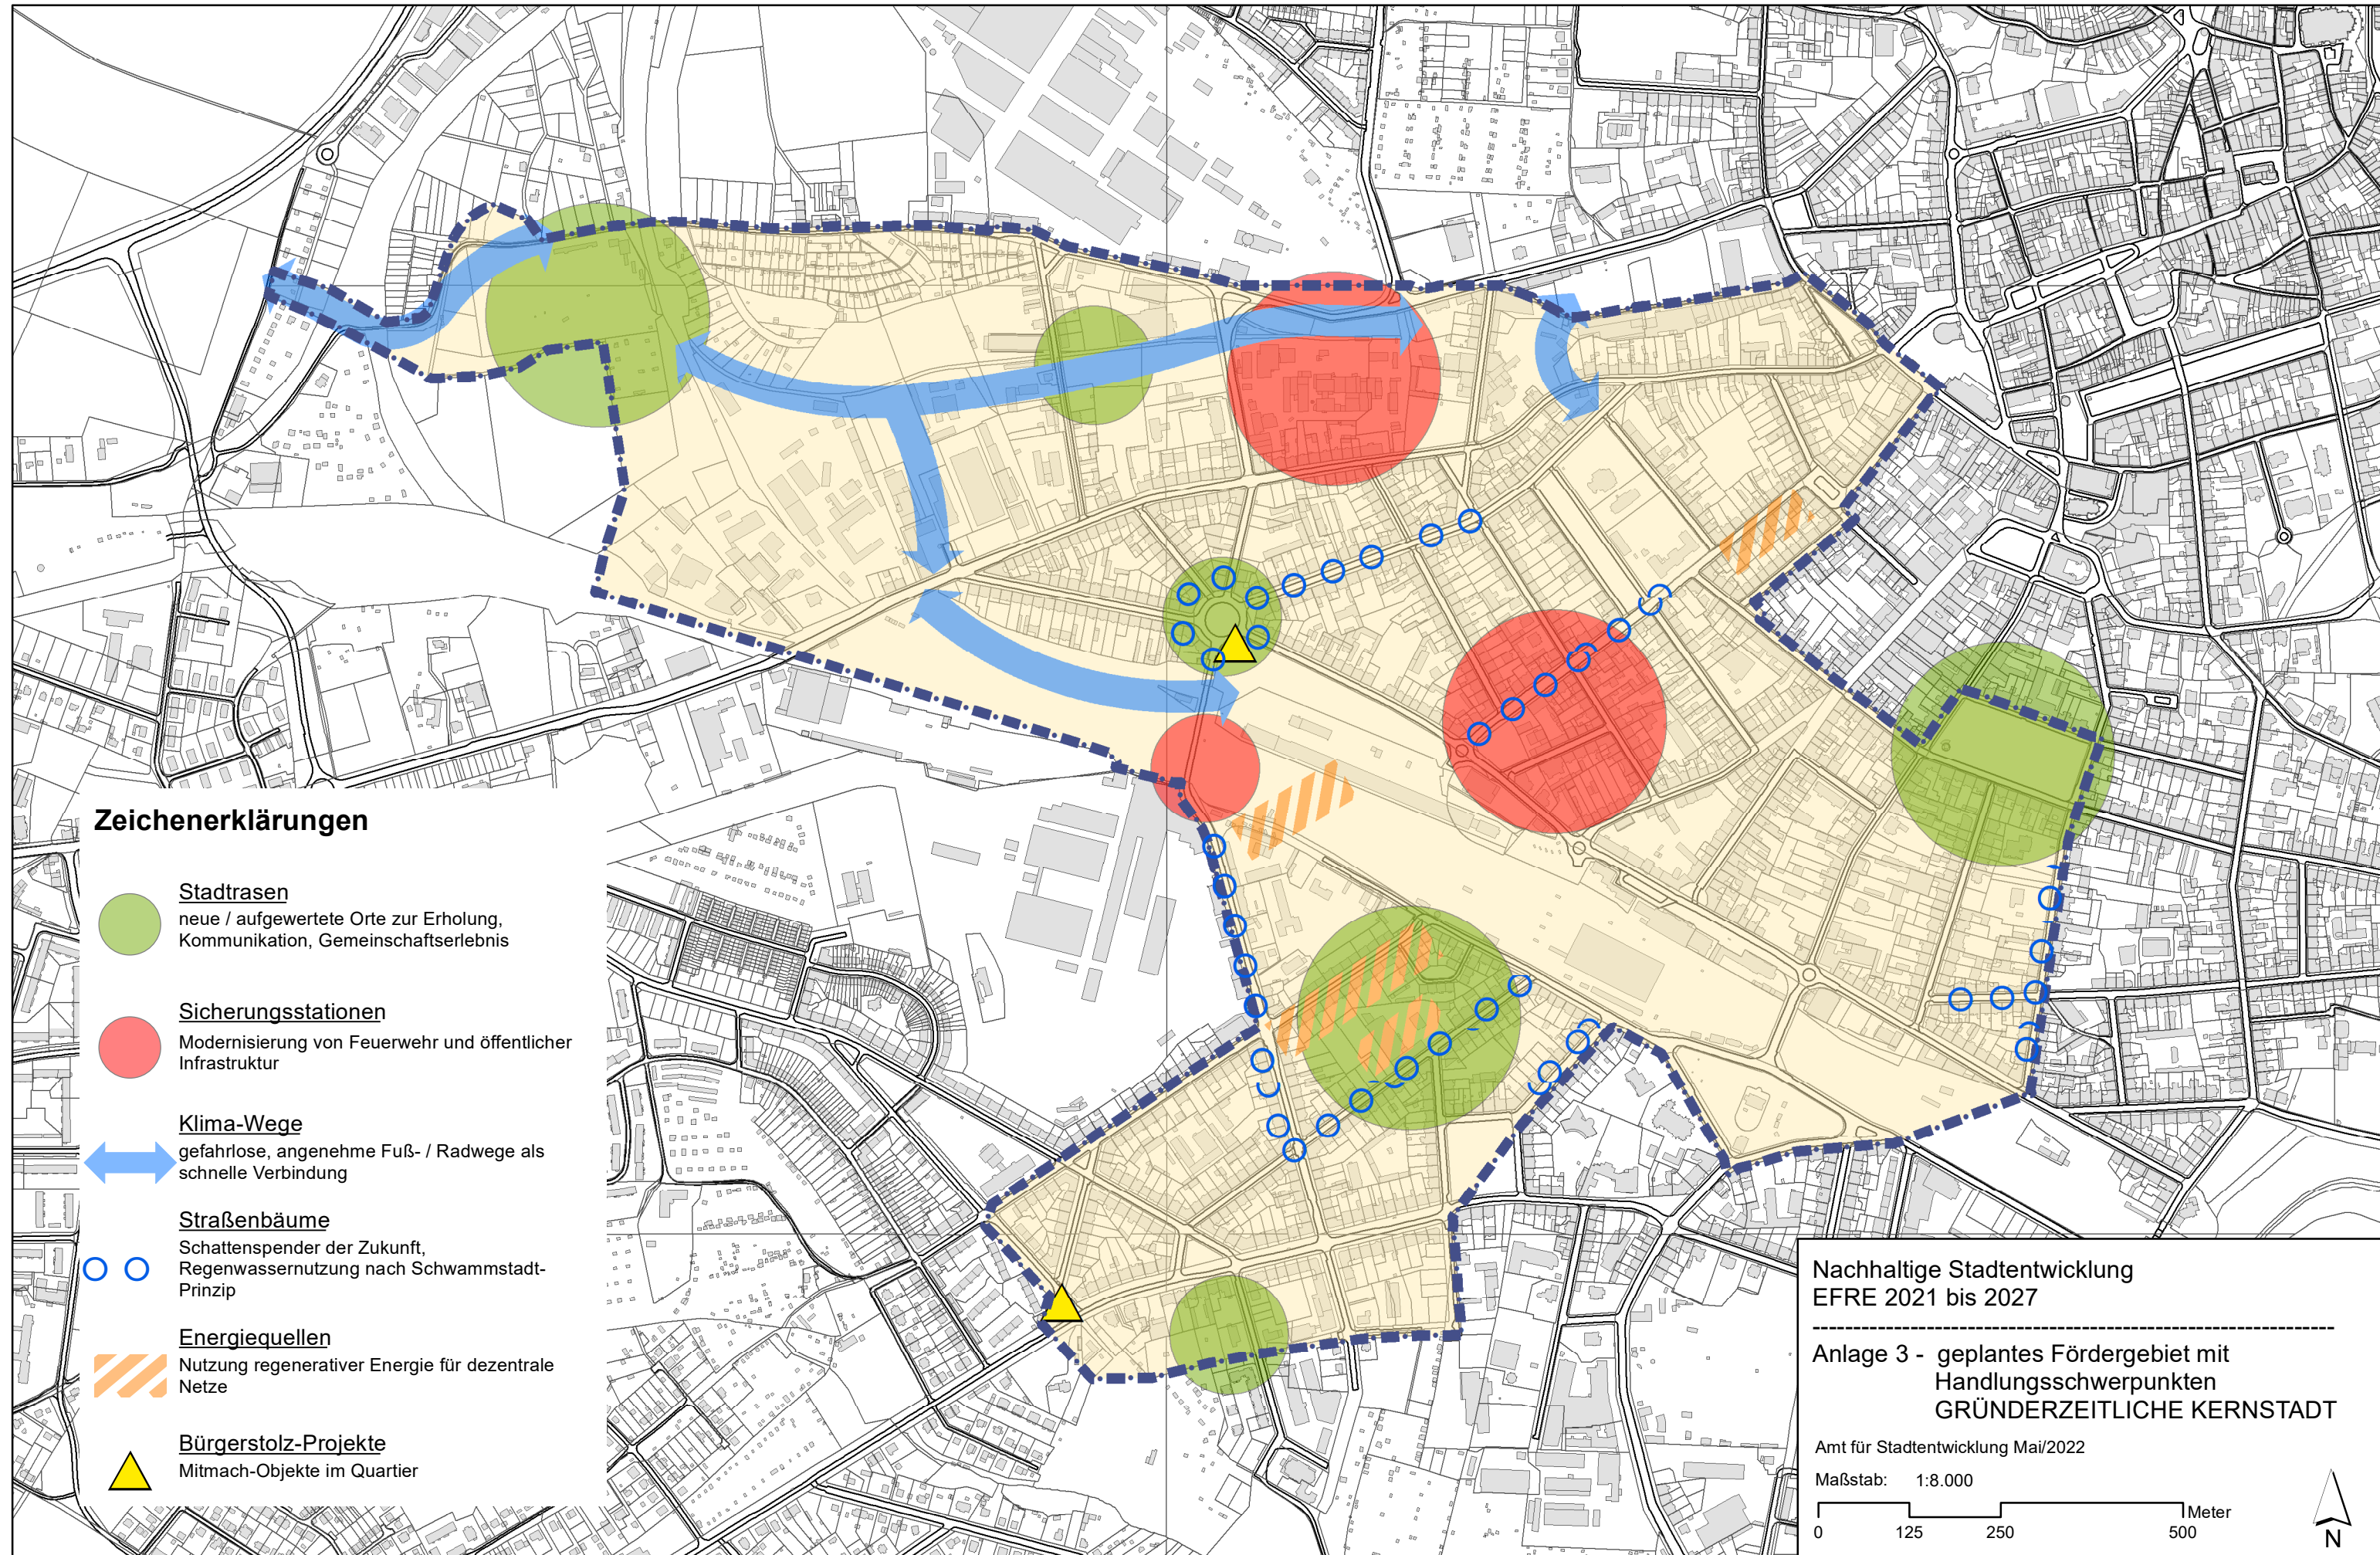 Zeichenerklärungen
Stadtrasen
neue / aufgewertete Orte zur Erholung,
Kommunikation, Gemeinschaftserlebnis
Sicherungsstationen
Modernisierung von Feuerwehr und öffentlicher
Infrastruktur
Klima-Wege
gefahrlose, angenehme Fuß- / Radwege als
schnelle Verbindung
Straßenbäume
Schattenspender der Zukunft,
Regenwassernutzung nach Schwammstadt-
Prinzip
Energiequellen
Nutzung regenerativer Energie für dezentrale
Netze
Bürgerstolz-Projekte
Mitmach-Objekte im Quartier
Nachhaltige Stadtentwicklung
EFRE 2021 bis 2027
Anlage 3 - geplantes Fördergebiet mit
Handlungsschwerpunkten
GRÜNDERZEITLICHE KERNSTADT
Amt für Stadtentwicklung Mai/2022
Maßstab: 1:8.000
Meter
0 125 250 500
N